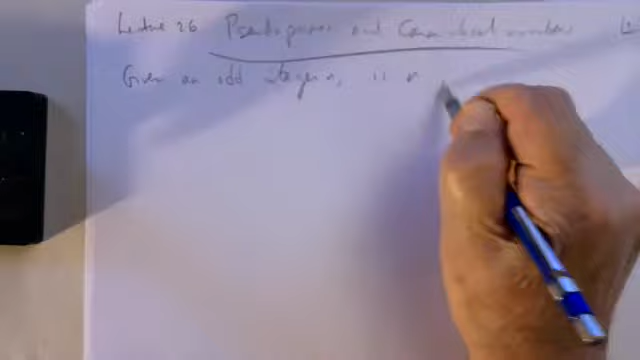 Lecture 26 Pseudoprimes and Carmichael numbers
Given an odd integer n, is n